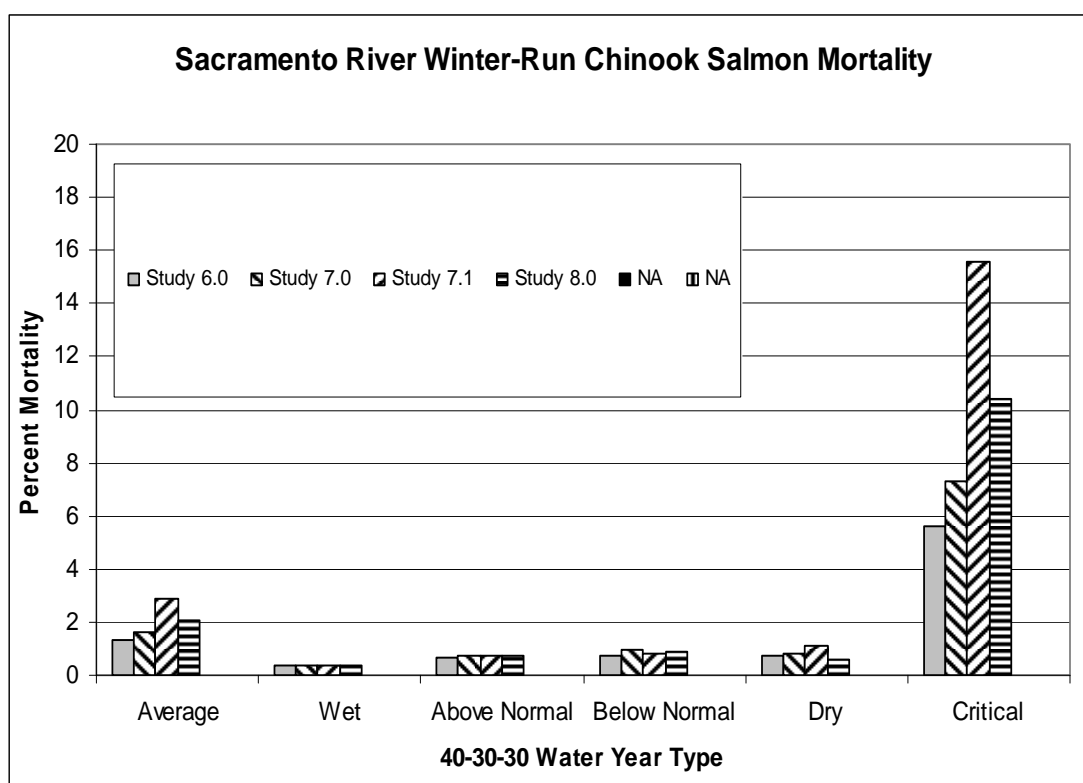 Sacramento River Winter-Run Chinook Salmon Mortality
20
18
16
14
12
10
8
6
4
2
0
Percent Mortality
Study 6.0 Study 7.0 Study 7.1 Study 8.0 NA NA
Average Wet Above Normal Below Normal Dry Critical
40-30-30 Water Year Type